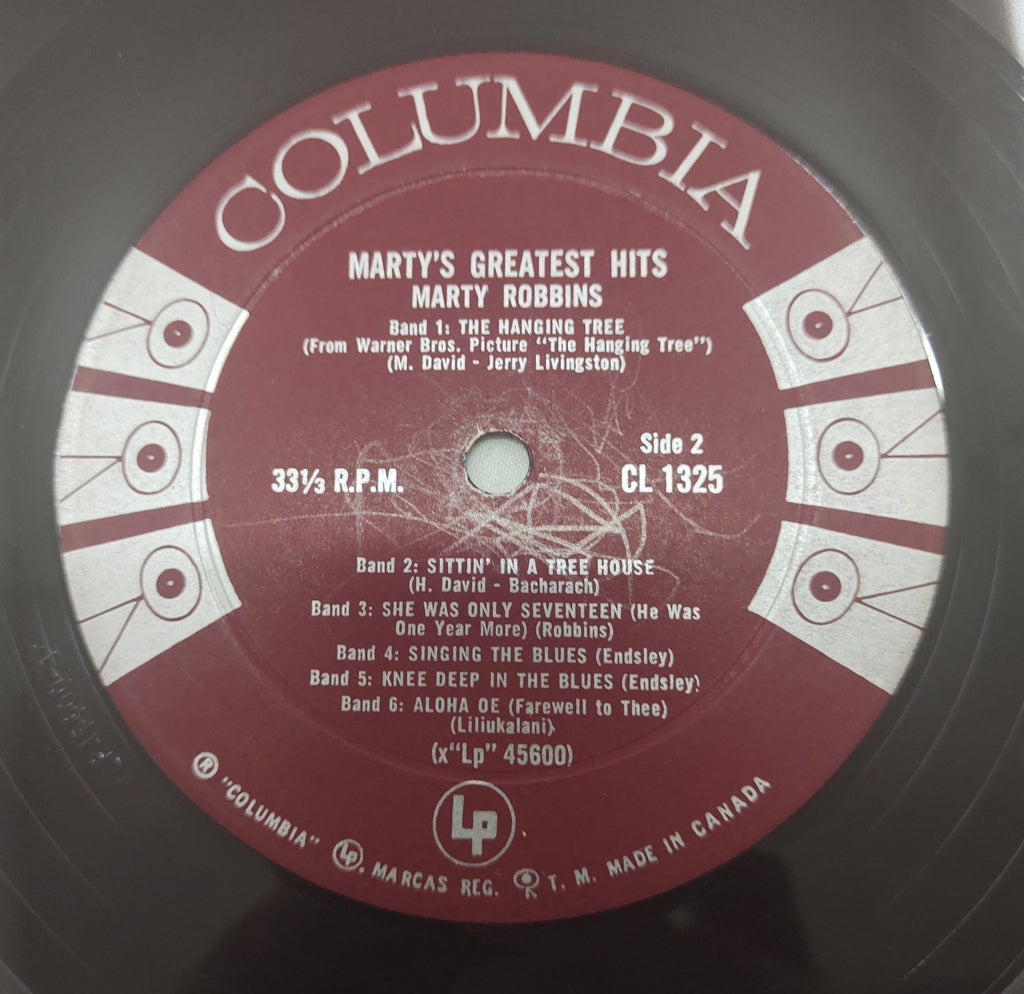 COLUMBIA
MARTY'S GREATEST HITS
MARTY ROBBINS
Band 1: THE HANGING TREE
(From Warner Bros. Picture "The Hanging Tree")
(M. David - Jerry Livingston)
Side 2
33⅓ R.P.M.
CL 1325
Band 2: SITTIN' IN A TREE HOUSE
(H. David - Bacharach)
Band 3: SHE WAS ONLY SEVENTEEN (He Was
One Year More) (Robbins)
Band 4: SINGING THE BLUES (Endsley)
Band 5: KNEE DEEP IN THE BLUES (Endsley)
Band 6: ALOHA OE (Farewell to Thee)
(Liliukalani)
(x"Lp" 45600)
Lp
® "COLUMBIA" Lp, MARCAS REG. T. M. MADE IN CANADA